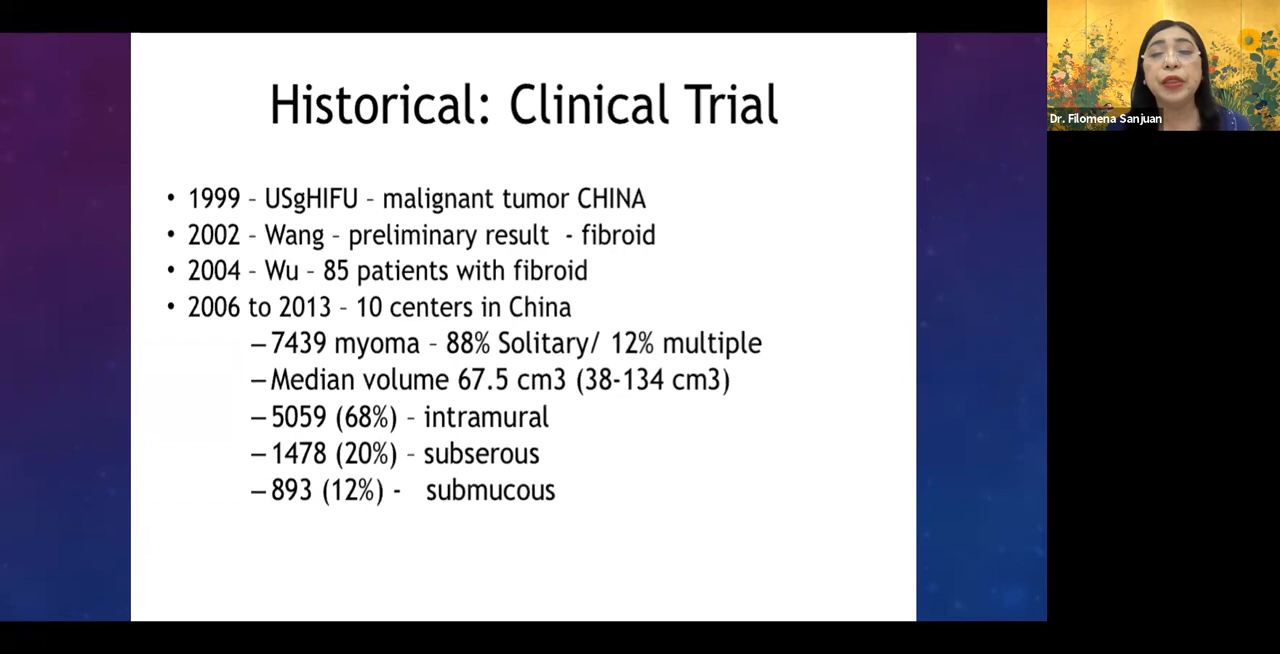 Historical: Clinical Trial
• 1999 - USgHIFU - malignant tumor CHINA
• 2002 - Wang - preliminary result - fibroid
• 2004 - Wu - 85 patients with fibroid
• 2006 to 2013 - 10 centers in China
– 7439 myoma - 88% Solitary/ 12% multiple
– Median volume 67.5 cm3 (38-134 cm3)
– 5059 (68%) - intramural
– 1478 (20%) - subserous
– 893 (12%) - submucous
Dr. Filomena Sanjuan